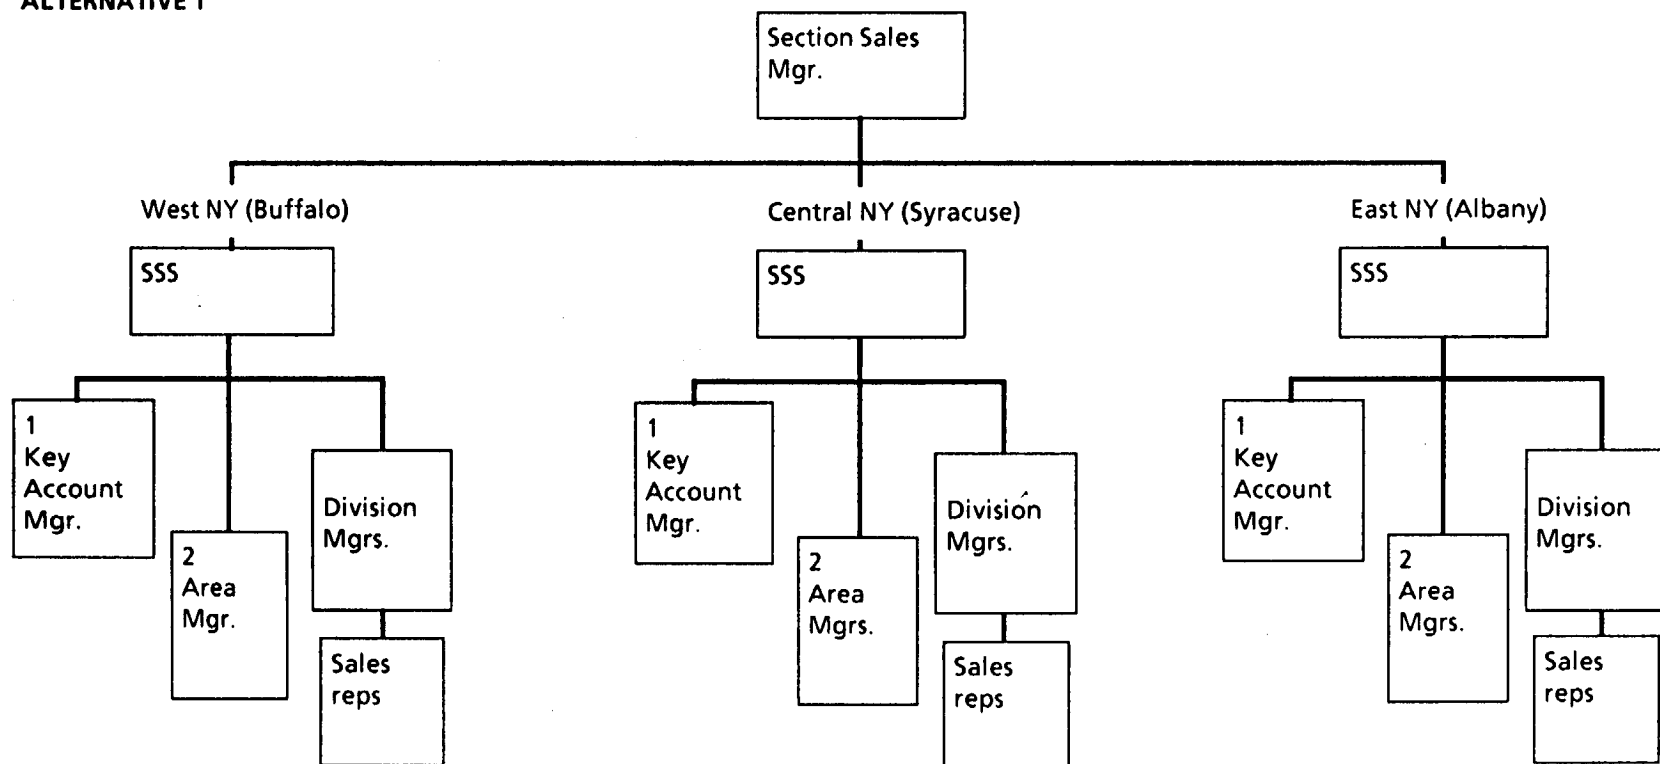 ALTERNATIVE 1
Section Sales
Mgr.
West NY (Buffalo)
Central NY (Syracuse)
East NY (Albany)
SSS
SSS
SSS
1
Key
Account
Mgr.
2
Area
Mgr.
Division
Mgrs.
Sales
reps
1
Key
Account
Mgr.
2
Area
Mgrs.
Division
Mgrs.
Sales
reps
1
Key
Account
Mgr.
2
Area
Mgrs.
Division
Mgrs.
Sales
reps